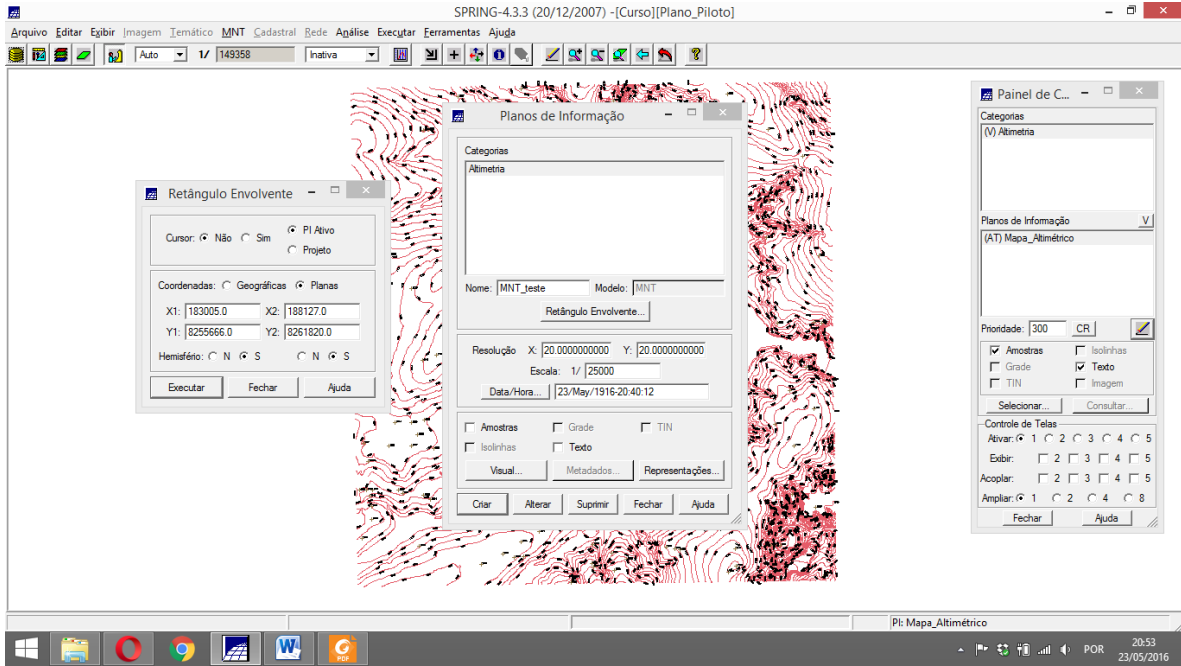 SPRING-4.3.3 (20/12/2007) -[Curso][Plano_Piloto]
Arquivo Editar Exibir Imagem Temático MNT Cadastral Rede Análise Executar Ferramentas Ajuda
Auto 1/ 149358 Inativa
Retângulo Envolvente
Cursor: Não Sim PI Ativo
Projeto
Coordenadas: Geográficas Planas
X1: 183005.0 X2: 188127.0
Y1: 8255666.0 Y2: 8261820.0
Hemisfério: N S N S
Executar Fechar Ajuda
Planos de Informação
Categorias
Altimetria
Nome: MNT_teste Modelo: MNT
Retângulo Envolvente...
Resolução X: 20.0000000000 Y: 20.0000000000
Escala: 1/ 25000
Data/Hora... 23/May/1916-20:40:12
Amostras Grade TIN
Isolinhas Texto
Visual... Metadados... Representações...
Criar Alterar Suprimir Fechar Ajuda
Painel de C...
Categorias
(V) Altimetria
Planos de Informação V
(AT) Mapa_Altimétrico
Prioridade: 300 CR
Amostras Isolinhas
Grade Texto
TIN Imagem
Selecionar... Consultar...
Controle de Telas
Ativar: 1 2 3 4 5
Exibir: 2 3 4 5
Acoplar: 2 3 4 5
Ampliar: 1 2 4 8
Fechar Ajuda
PI: Mapa_Altimétrico
PDF
POR
20:53
23/05/2016